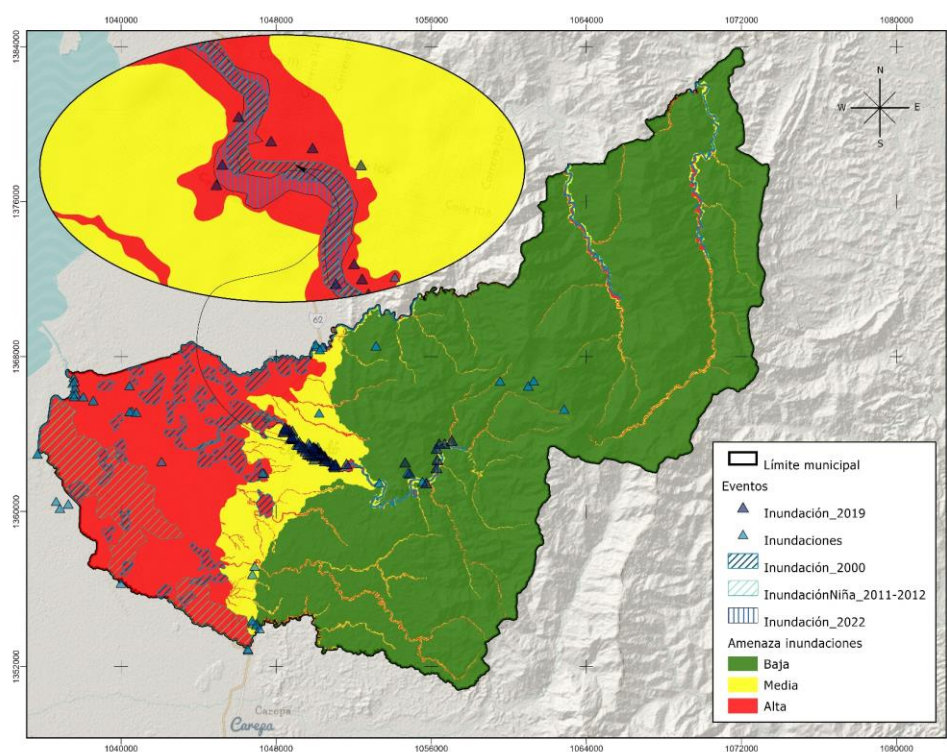 1040000 1048000 1056000 1064000 1072000 1080000
1384000
1376000
1368000
1360000
1352000
N
W E
S
62
Límite municipal
Eventos
Inundación_2019
Inundaciones
Inundación_2000
InundaciónNiña_2011-2012
Inundación_2022
Amenaza inundaciones
Baja
Media
Alta
Carepa
Carepa
1040000 1048000 1056000 1064000 1072000 1080000